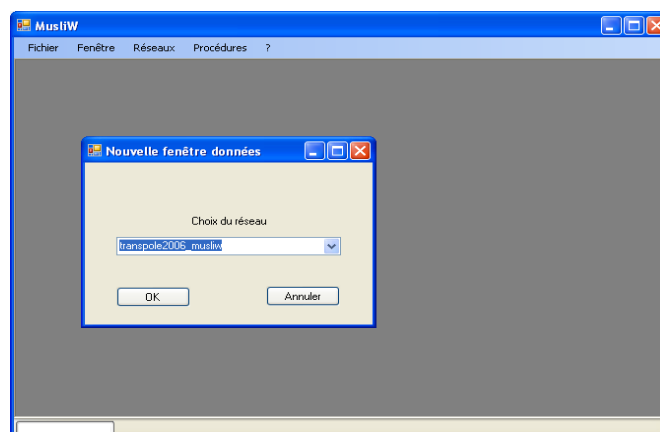 MusliW
Fichier Fenêtre Réseaux Procédures ?
Nouvelle fenêtre données
Choix du réseau
transpole2006_musliw
OK Annuler